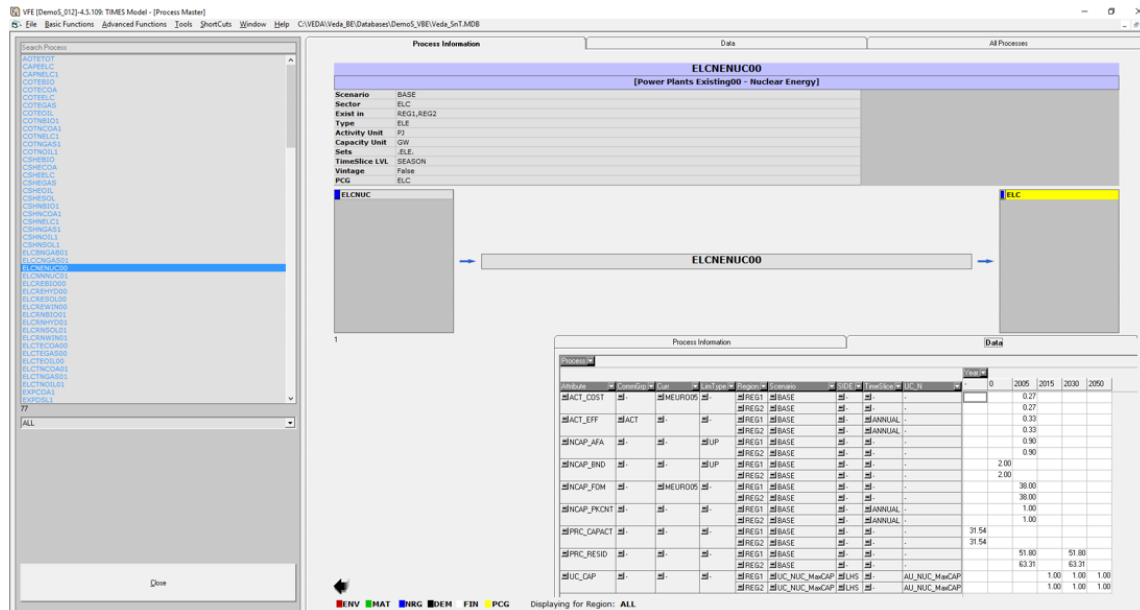 VFE [DemoS_012]-4.5.109: TIMES Model - [Process Master]
File Basic Functions Advanced Functions Tools ShortCuts Window Help C:\VEDA\Veda_BE\Databases\DemoS_VBE\Veda_SnT.MDB
Search Process
AOTETOT
CAPEELC
CAPNELC1
COTEBIO
COTECOA
COTEELC
COTEGAS
COTEOIL
COTNBIO1
COTNCOA1
COTNELC1
COTNGAS1
COTNOIL1
CSHEBIO
CSHECOA
CSHEELC
CSHEGAS
CSHEOIL
CSHESOL
CSHNBIO1
CSHNCOA1
CSHNELC1
CSHNGAS1
CSHNOIL1
CSHNSOL1
ELCBNGAB01
ELCCNGAS01
ELCNENUC00
ELCNNNUC01
ELCREBIO00
ELCREHYD00
ELCRESOL00
ELCREWIN00
ELCRNBIO01
ELCRNHYD01
ELCRNSOL01
ELCRNWIN01
ELCTECOA00
ELCTEGAS00
ELCTEOIL00
ELCTNCOA01
ELCTNGAS01
ELCTNOIL01
EXPCOA1
EXPDSL1
77
ALL
Close
Process Information Data All Processes
ELCNENUC00
[Power Plants Existing00 - Nuclear Energy]
Scenario BASE
Sector ELC
Exist in REG1,REG2
Type ELE
Activity Unit PJ
Capacity Unit GW
Sets .ELE.
TimeSlice LVL SEASON
Vintage False
PCG ELC
ELCNUC ELC
ELCNENUC00
1
Process Information Data
Process
Year
Attribute CommGrp Curr LimType Region Scenario SIDE TimeSlice UC_N - 0 2005 2015 2030 2050
ACT_COST - MEURO05 - REG1 BASE - - - 0.27
REG2 BASE - - - 0.27
ACT_EFF ACT - - REG1 BASE - ANNUAL - 0.33
REG2 BASE - ANNUAL - 0.33
NCAP_AFA - - UP REG1 BASE - - - 0.90
REG2 BASE - - - 0.90
NCAP_BND - - UP REG1 BASE - - - 2.00
REG2 BASE - - - 2.00
NCAP_FOM - MEURO05 - REG1 BASE - - - 38.00
REG2 BASE - - - 38.00
NCAP_PKCNT - - - REG1 BASE - ANNUAL - 1.00
REG2 BASE - ANNUAL - 1.00
PRC_CAPACT - - - REG1 BASE - - - 31.54
REG2 BASE - - - 31.54
PRC_RESID - - - REG1 BASE - - - 51.80 51.80
REG2 BASE - - - 63.31 63.31
UC_CAP - - - REG1 UC_NUC_MaxCAP LHS - AU_NUC_MaxCAP 1.00 1.00 1.00
REG2 UC_NUC_MaxCAP LHS - AU_NUC_MaxCAP 1.00 1.00 1.00
ENV MAT NRG DEM FIN PCG Displaying for Region: ALL